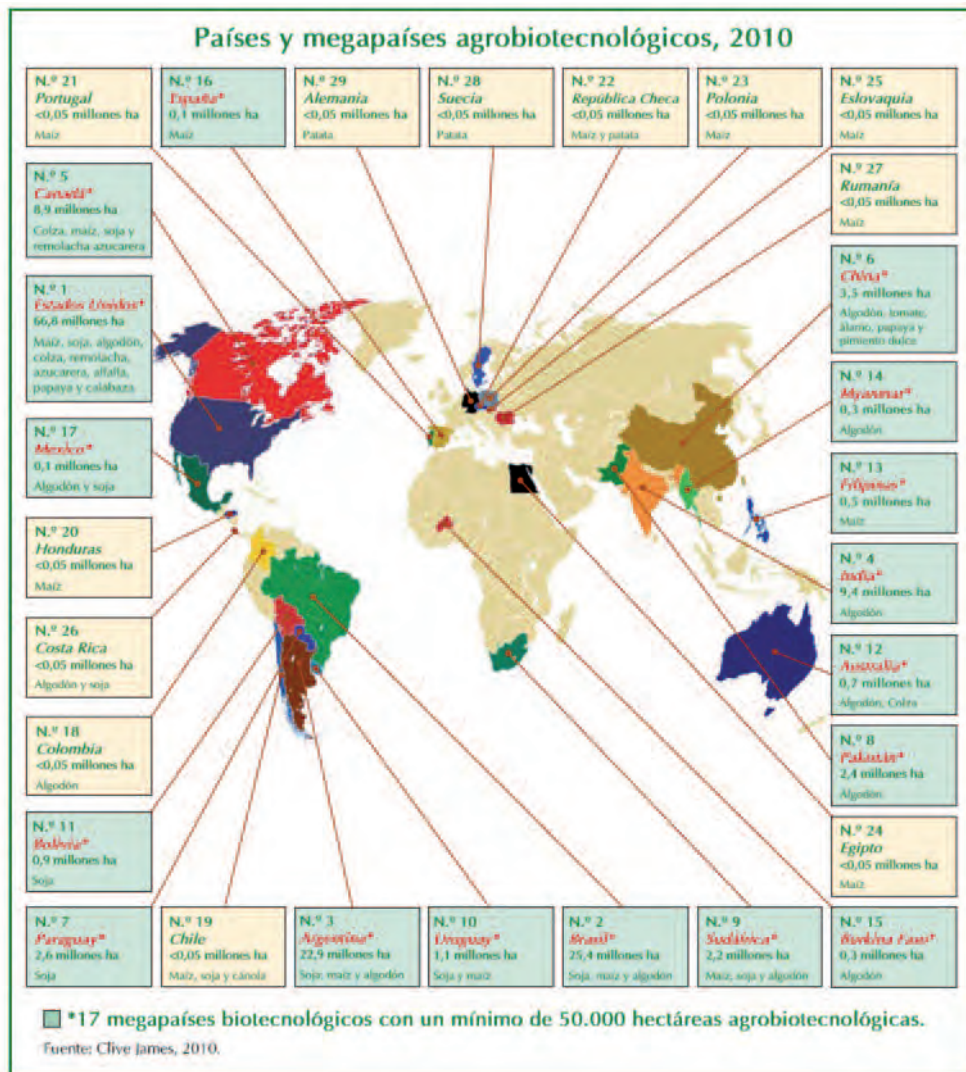 Países y megapaíses agrobiotecnológicos, 2010
N.º 21
Portugal
<0,05 millones ha
Maíz
N.º 16
España*
0,1 millones ha
Maíz
N.º 29
Alemania
<0,05 millones ha
Patata
N.º 28
Suecia
<0,05 millones ha
Patata
N.º 22
República Checa
<0,05 millones ha
Maíz y patata
N.º 23
Polonia
<0,05 millones ha
Maíz
N.º 25
Eslovaquia
<0,05 millones ha
Maíz
N.º 5
Canadá*
8,9 millones ha
Colza, maíz, soja y
remolacha azucarera
N.º 27
Rumanía
<0,05 millones ha
Maíz
N.º 1
Estados Unidos*
66,8 millones ha
Maíz, soja, algodón,
colza, remolacha,
azucarera, alfalfa,
papaya y calabaza
N.º 6
China*
3,5 millones ha
Algodón, tomate,
álamo, papaya y
pimiento dulce
N.º 14
Myanmar*
0,3 millones ha
Algodón
N.º 17
Mexico*
0,1 millones ha
Algodón y soja
N.º 13
Filipinas*
0,5 millones ha
Maíz
N.º 20
Honduras
<0,05 millones ha
Maíz
N.º 4
India*
9,4 millones ha
Algodón
N.º 26
Costa Rica
<0,05 millones ha
Algodón y soja
N.º 12
Australia*
0,7 millones ha
Algodón, Colza
N.º 18
Colombia
<0,05 millones ha
Algodón
N.º 8
Pakistán*
2,4 millones ha
Algodón
N.º 11
Bolivia*
0,9 millones ha
Soja
N.º 24
Egipto
<0,05 millones ha
Maíz
N.º 7
Paraguay*
2,6 millones ha
Soja
N.º 19
Chile
<0,05 millones ha
Maíz, soja y cánola
N.º 3
Argentina*
22,9 millones ha
Soja, maíz y algodón
N.º 10
Uruguay*
1,1 millones ha
Soja y maíz
N.º 2
Brasil*
25,4 millones ha
Soja, maíz y algodón
N.º 9
Sudáfrica*
2,2 millones ha
Maíz, soja y algodón
N.º 15
Burkina Faso*
0,3 millones ha
Algodón
*17 megapaíses biotecnológicos con un mínimo de 50.000 hectáreas agrobiotecnológicas.
Fuente: Clive James, 2010.